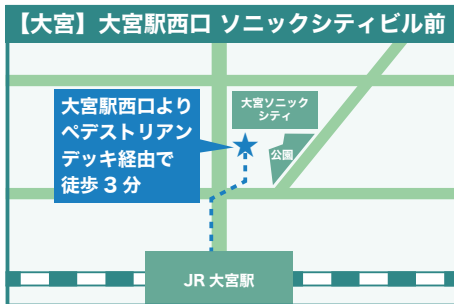 【大宮】大宮駅西口 ソニックシティビル前
大宮駅西口より
ペデストリアン
デッキ経由で
徒歩 3 分
大宮ソニック
シティ
公園
JR 大宮駅